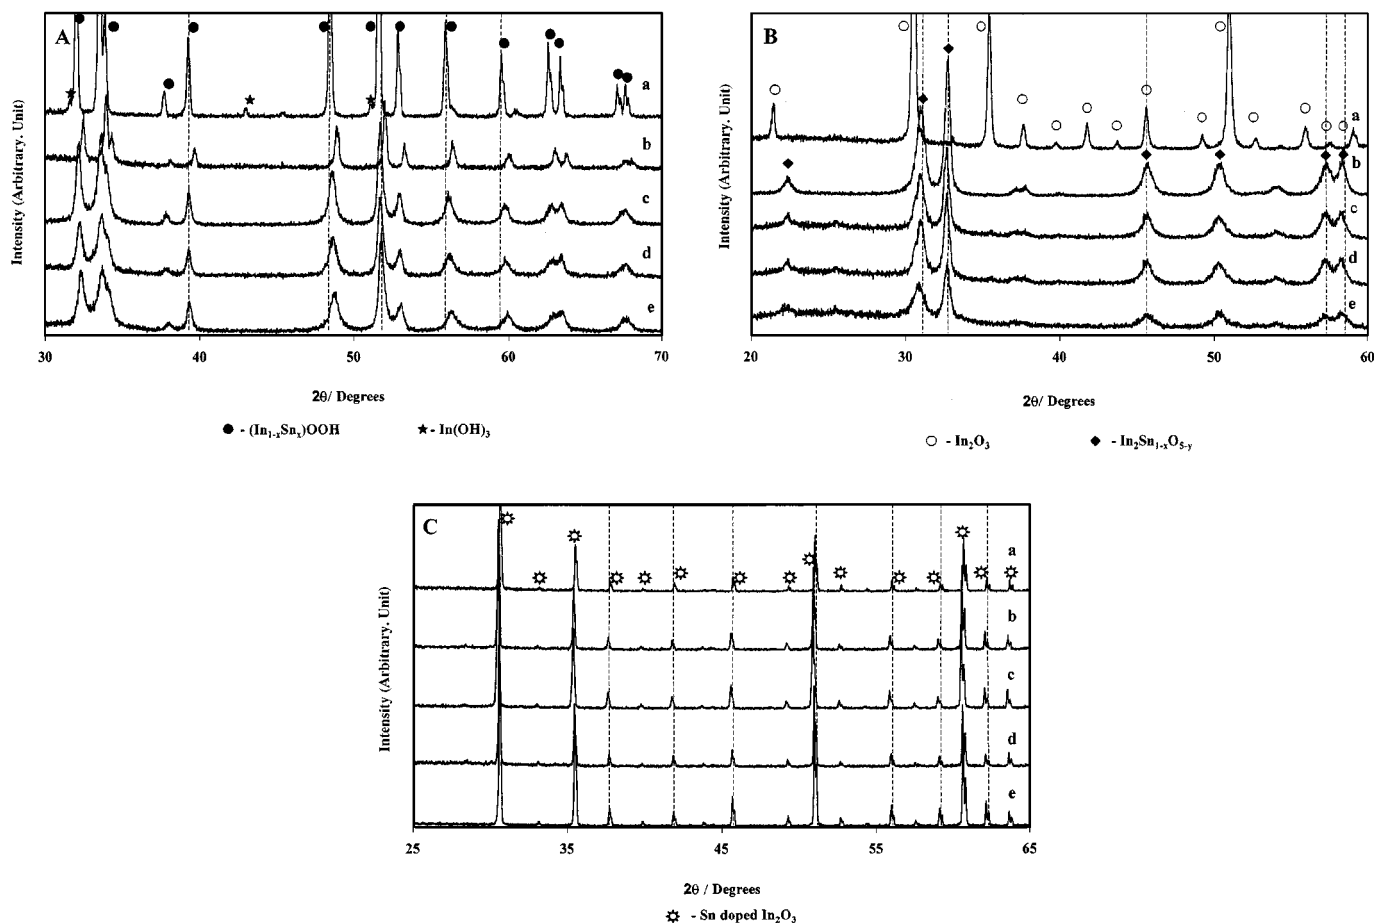 A
a
b
c
d
e
Intensity (Arbitrary. Unit)
30 40 50 60 70
2θ/ Degrees
● - (In₁₋ₓSnₓ)OOH ★ - In(OH)₃
B
a
b
c
d
e
Intensity (Arbitrary. Unit)
20 30 40 50 60
2θ/ Degrees
○ - In₂O₃ ◆ - In₂Sn₁₋ₓO₅₋y
C
a
b
c
d
e
Intensity (Arbitrary. Unit)
25 35 45 55 65
2θ / Degrees
- Sn doped In₂O₃